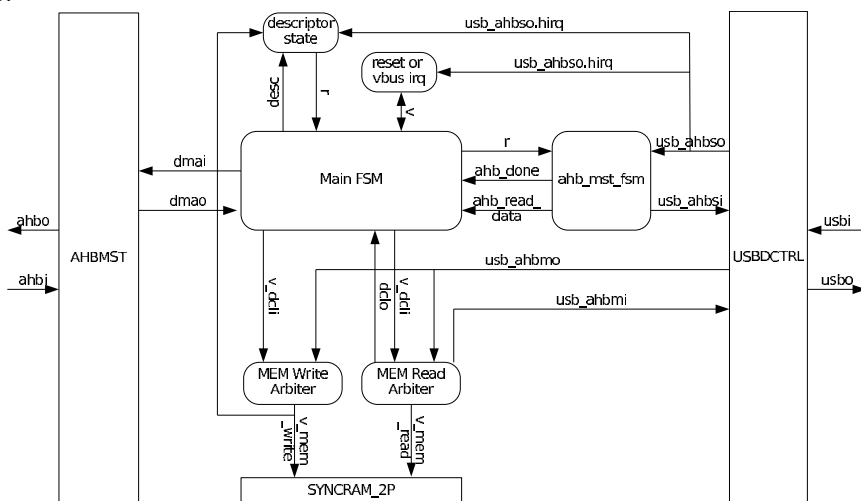 descriptor
state
usb_ahbso.hirq
reset or
vbus irq
usb_ahbso.hirq
desc
r
v
Main FSM
r
ahb_done
ahb_read_
data
ahb_mst_fsm
usb_ahbso
usb_ahbsi
dmai
dmao
ahbo
ahbi
AHBMST
USBDCTRL
usbi
usbo
v_dcli
dclo
v_dcli
usb_ahbmo
usb_ahbmi
MEM Write
Arbiter
MEM Read
Arbiter
v_mem
_write
v_mem
_read
SYNCRAM_2P